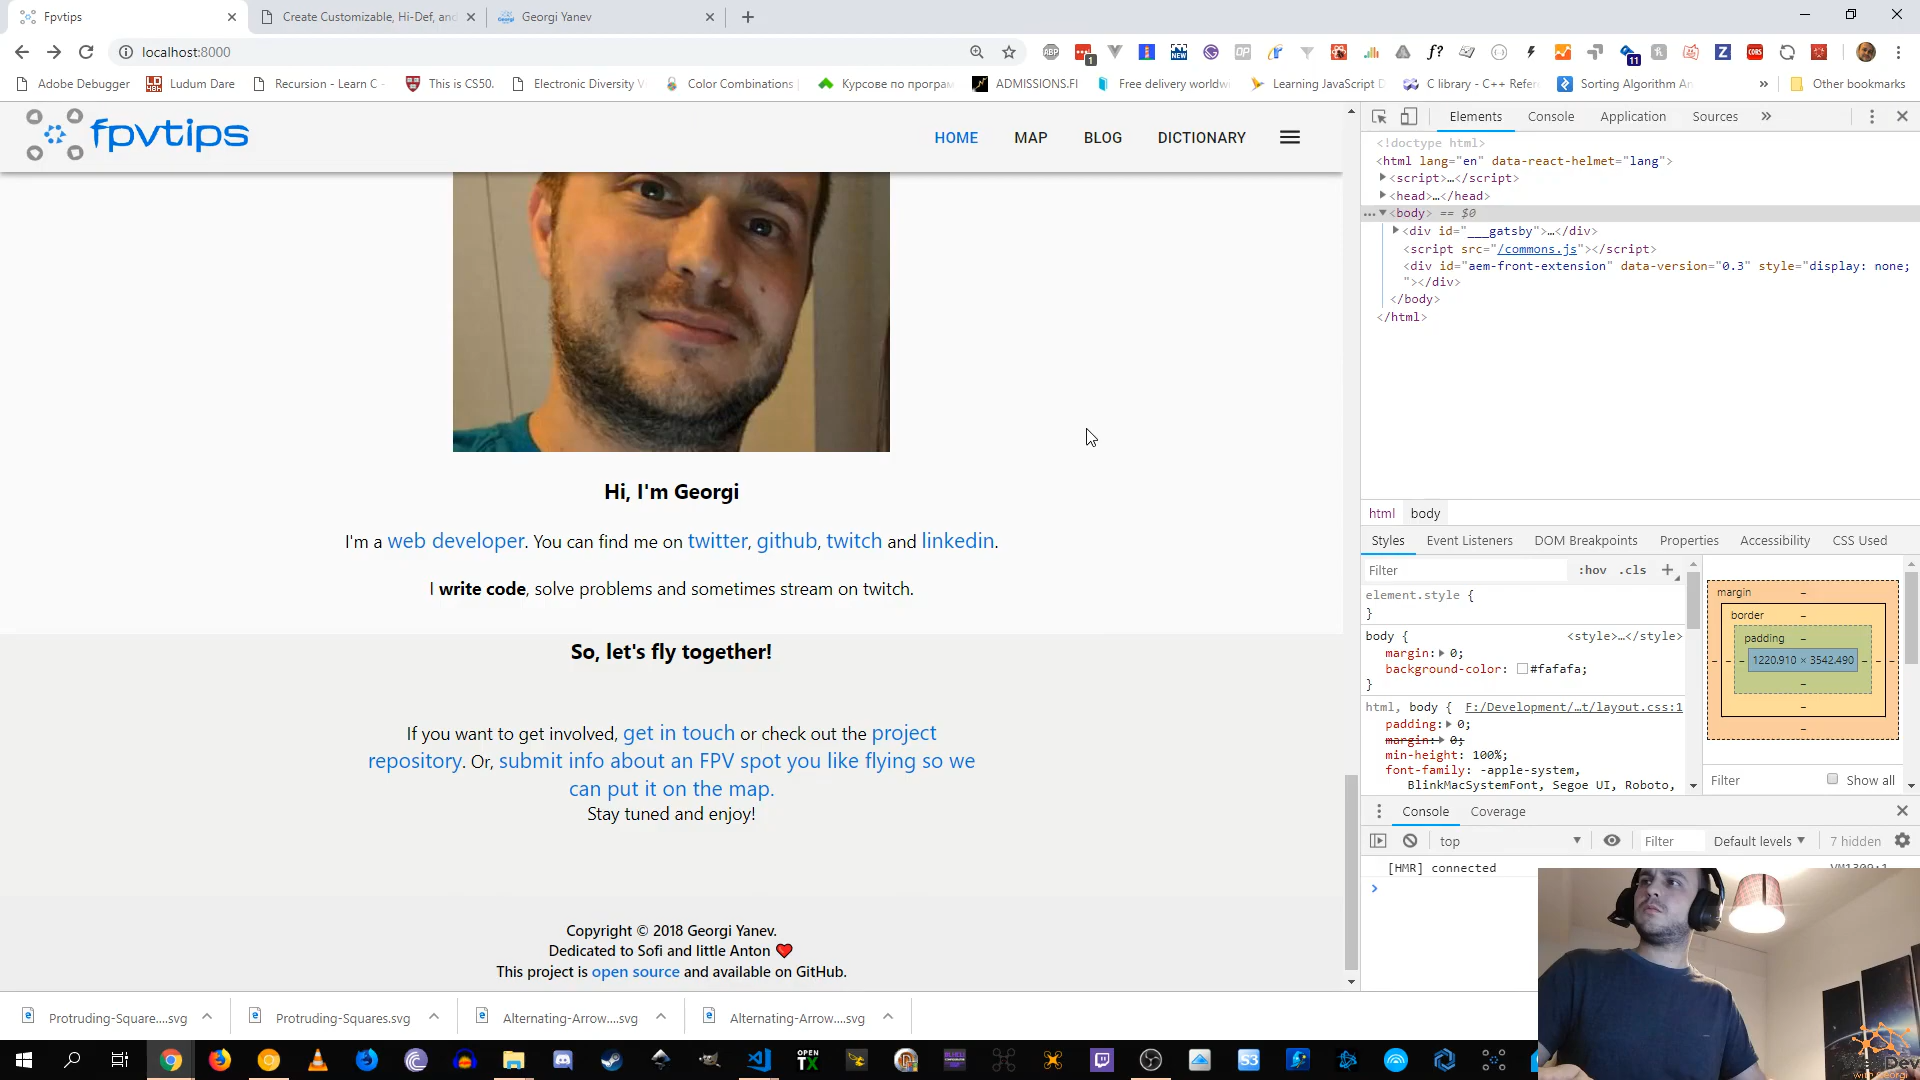 Fpvtips
Create Customizable, Hi-Def, and
Georgi Yanev
localhost:8000
Adobe Debugger
Ludum Dare
Recursion - Learn C
This is CS50.
Electronic Diversity V
Color Combinations
Курсове по програм
ADMISSIONS.FI
Free delivery worldw
Learning JavaScript D
C library - C++ Refer
Sorting Algorithm An
Other bookmarks
fpvtips
HOME
MAP
BLOG
DICTIONARY
Hi, I'm Georgi
I'm a web developer. You can find me on twitter, github, twitch and linkedin.
I write code, solve problems and sometimes stream on twitch.
So, let's fly together!
If you want to get involved, get in touch or check out the project
repository. Or, submit info about an FPV spot you like flying so we
can put it on the map.
Stay tuned and enjoy!
Copyright © 2018 Georgi Yanev.
Dedicated to Sofi and little Anton ❤
This project is open source and available on GitHub.
Elements
Console
Application
Sources
<!doctype html>
<html lang="en" data-react-helmet="lang">
<script>…</script>
<head>…</head>
<body> == $0
<div id="___gatsby">…</div>
<script src="/commons.js"></script>
<div id="aem-front-extension" data-version="0.3" style="display: none;
"></div>
</body>
</html>
html
body
Styles
Event Listeners
DOM Breakpoints
Properties
Accessibility
CSS Used
Filter
:hov
.cls
element.style {
}
body {
<style>…</style>
margin: 0;
background-color: #fafafa;
}
html, body {
F:/Development/…t/layout.css:1
padding: 0;
margin: 0;
min-height: 100%;
font-family: -apple-system,
BlinkMacSystemFont, Segoe UI, Roboto,
margin
border
padding
1220.910 × 3542.490
Filter
Show all
Console
Coverage
top
Filter
Default levels
7 hidden
[HMR] connected
Protruding-Square....svg
Protruding-Squares.svg
Alternating-Arrow....svg
Alternating-Arrow....svg